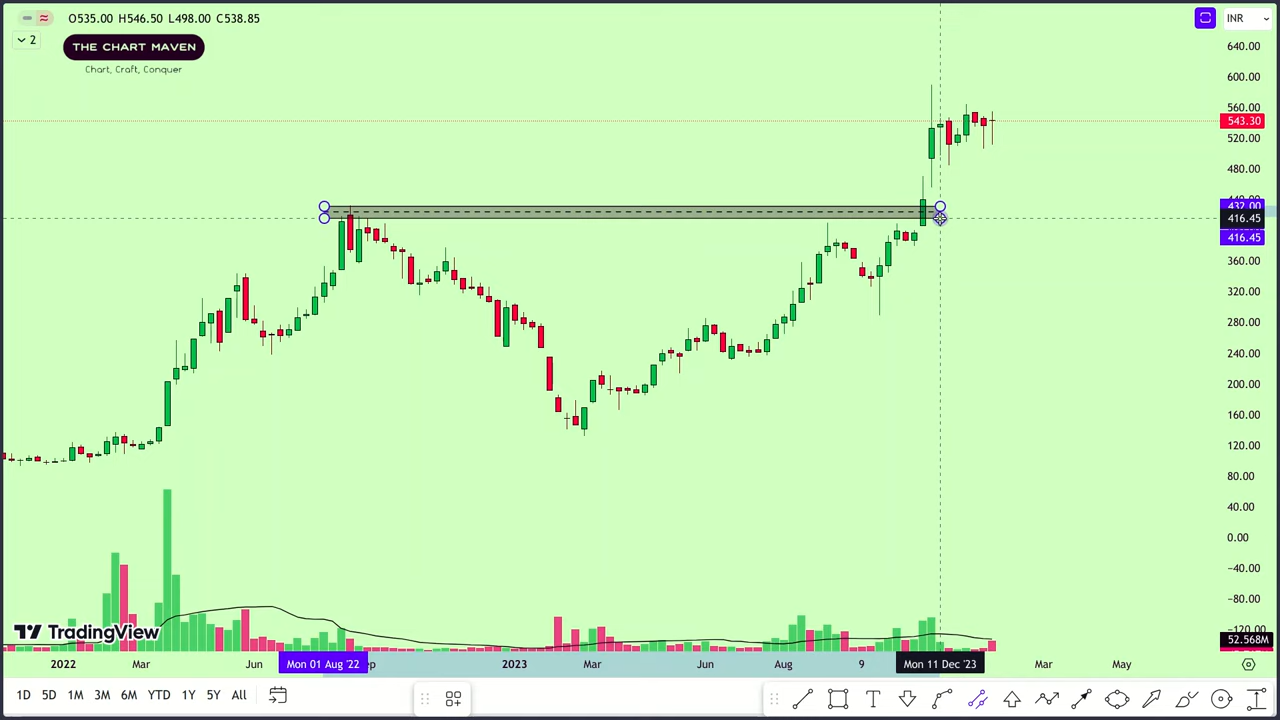 O535.00 H546.50 L498.00 C538.85
INR
2
THE CHART MAVEN
Chart, Craft, Conquer
640.00
600.00
560.00
543.30
520.00
480.00
432.00
416.45
416.45
360.00
320.00
280.00
240.00
200.00
160.00
120.00
80.00
40.00
0.00
−40.00
−80.00
52.568M
TradingView
2022 Mar Jun Mon 01 Aug '22 2023 Mar Jun Aug 9 Mon 11 Dec '23 Mar May
1D 5D 1M 3M 6M YTD 1Y 5Y All